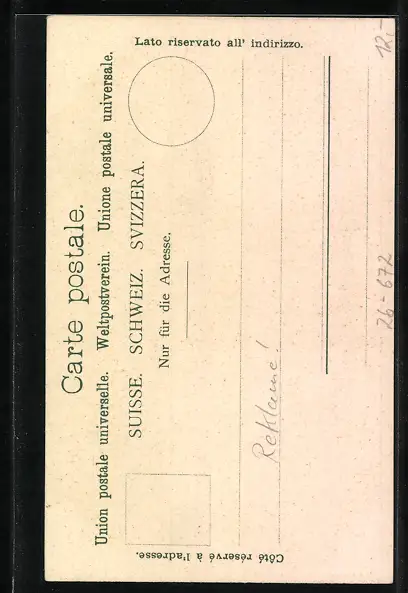 Carte postale.
Union postale universelle. Weltpostverein. Unione postale universale.
SUISSE. SCHWEIZ. SVIZZERA.
Nur für die Adresse.
Côté réservé à l'adresse.
Lato riservato all' indirizzo.
Reklame!
26-672
12,-